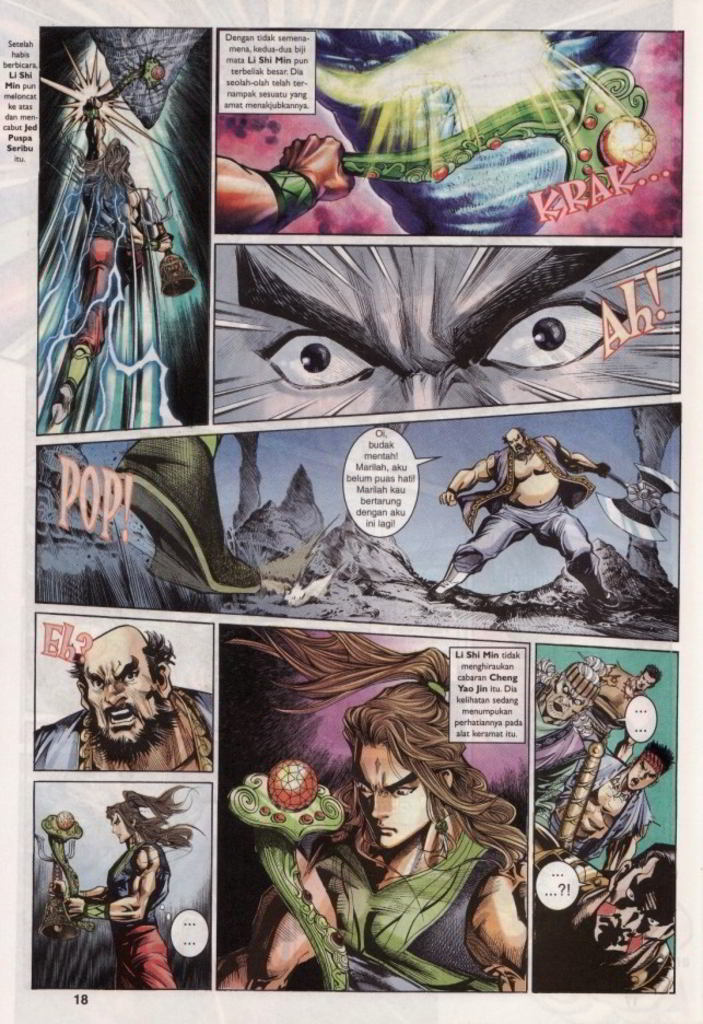 Setelah
habis
berbicara,
Li Shi
Min pun
meloncat
ke atas
dan men-
cabut Jed
Puspa
Seribu
itu.
Dengan tidak semena-
mena, kedua-dua biji
mata Li Shi Min pun
terbeliak besar. Dia
seolah-olah telah ter-
nampak sesuatu yang
amat menakjubkannya.
KRAK...
Ah!
POP!
Oi,
budak
mentah!
Marilah, aku
belum puas hati!
Marilah kau
bertarung
dengan aku
ini lagi!
Eh?
Li Shi Min tidak
menghiraukan
cabaran Cheng
Yao Jin itu. Dia
kelihatan sedang
menumpukan
perhatiannya pada
alat keramat itu.
...
...
...
...
...
...?!
18